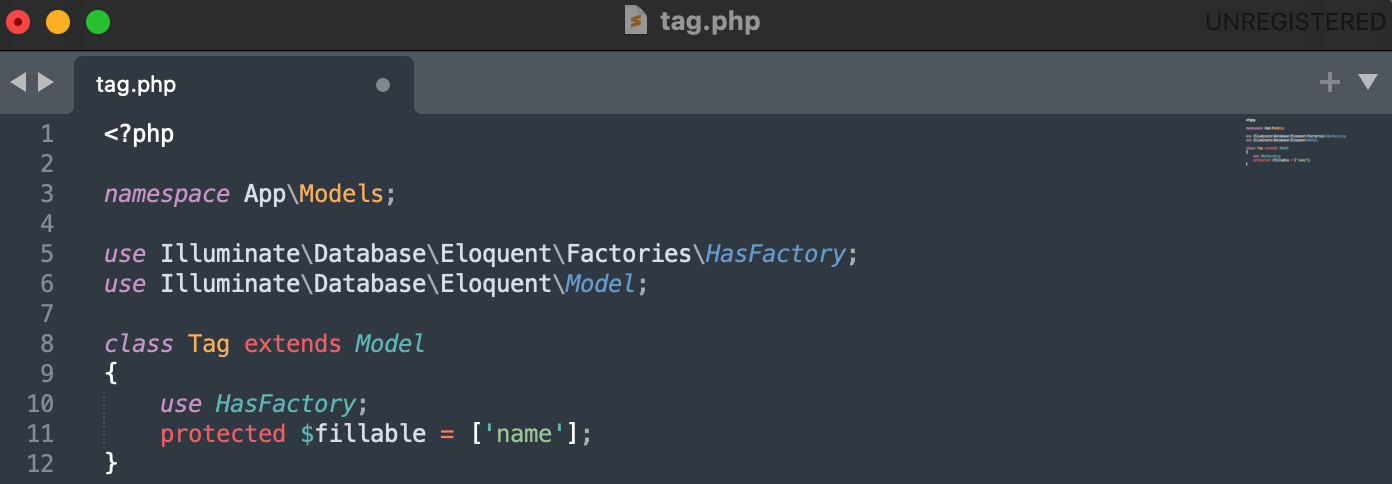 tag.php
UNREGISTERED
tag.php
1 <?php
2
3 namespace App\Models;
4
5 use Illuminate\Database\Eloquent\Factories\HasFactory;
6 use Illuminate\Database\Eloquent\Model;
7
8 class Tag extends Model
9 {
10     use HasFactory;
11     protected $fillable = ['name'];
12 }